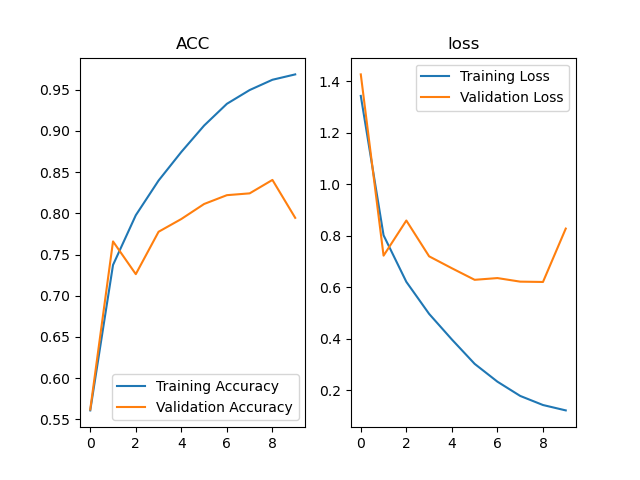 ACC
0.95
0.90
0.85
0.80
0.75
0.70
0.65
0.60
0.55
0 2 4 6 8
Training Accuracy
Validation Accuracy
loss
1.4
1.2
1.0
0.8
0.6
0.4
0.2
0 2 4 6 8
Training Loss
Validation Loss